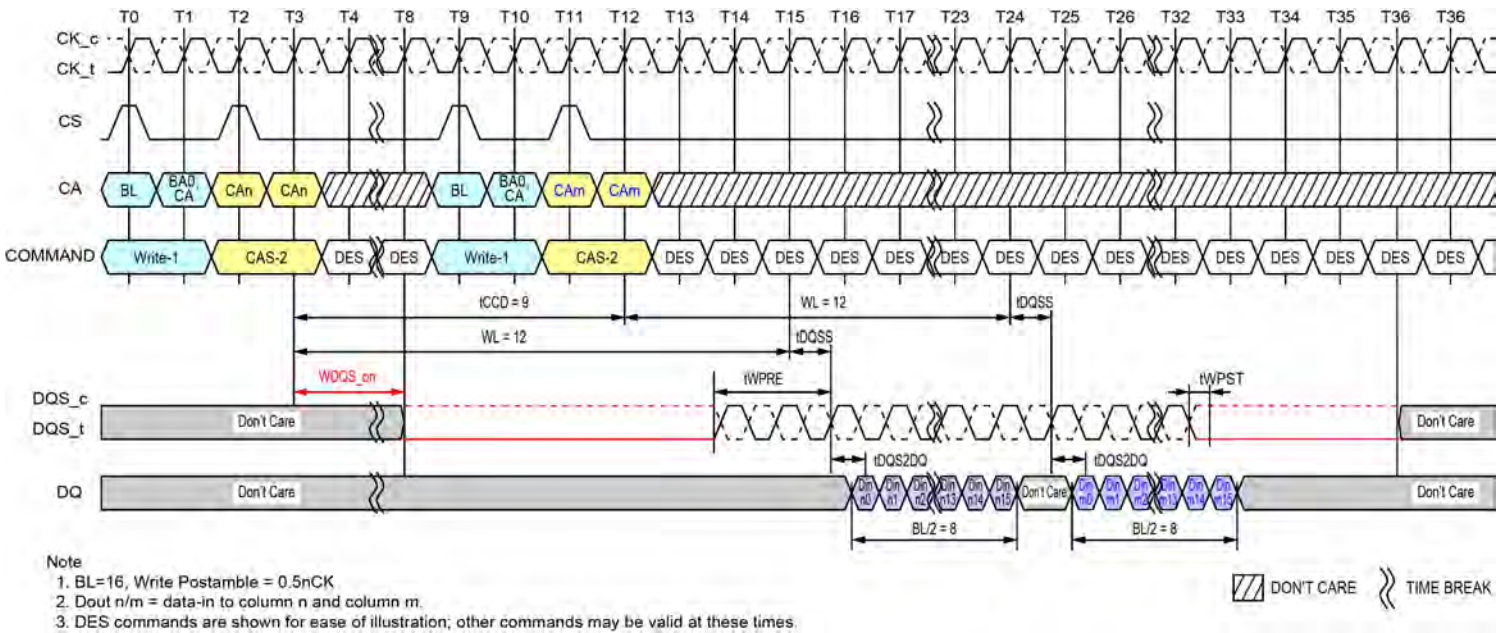 T0 T1 T2 T4 T8 T9 T10 T11 T12 T13 T14 T15 T16 T17 T23 T24 T25 T26 T32 T33 T34 T35 T36 T36
CK_c
CK_t
CS
CA BL BA0, CA CAn CAn BL BA0, CA CAm CAm
COMMAND Write-1 CAS-2 DES DES Write-1 CAS-2 DES DES DES DES DES DES DES DES DES DES DES DES DES DES DES
tCCD = 9 WL = 12 tDQSS
WL = 12 tDQSS
WDQS_on tWPRE tWPST
DQS_c
DQS_t Don't Care Don't Care
tDQS2DQ tDQS2DQ
DQ Don't Care Din n0 Din n1 Din n2 Din n13 Din n14 Din n15 Don't Care Din m0 Din m1 Din m2 Din m13 Din m14 Din m15 Don't Care
BL/2 = 8 BL/2 = 8
Note
1. BL=16, Write Postamble = 0.5nCK
2. Dout n/m = data-in to column n and column m.
3. DES commands are shown for ease of illustration; other commands may be valid at these times.
DON'T CARE TIME BREAK